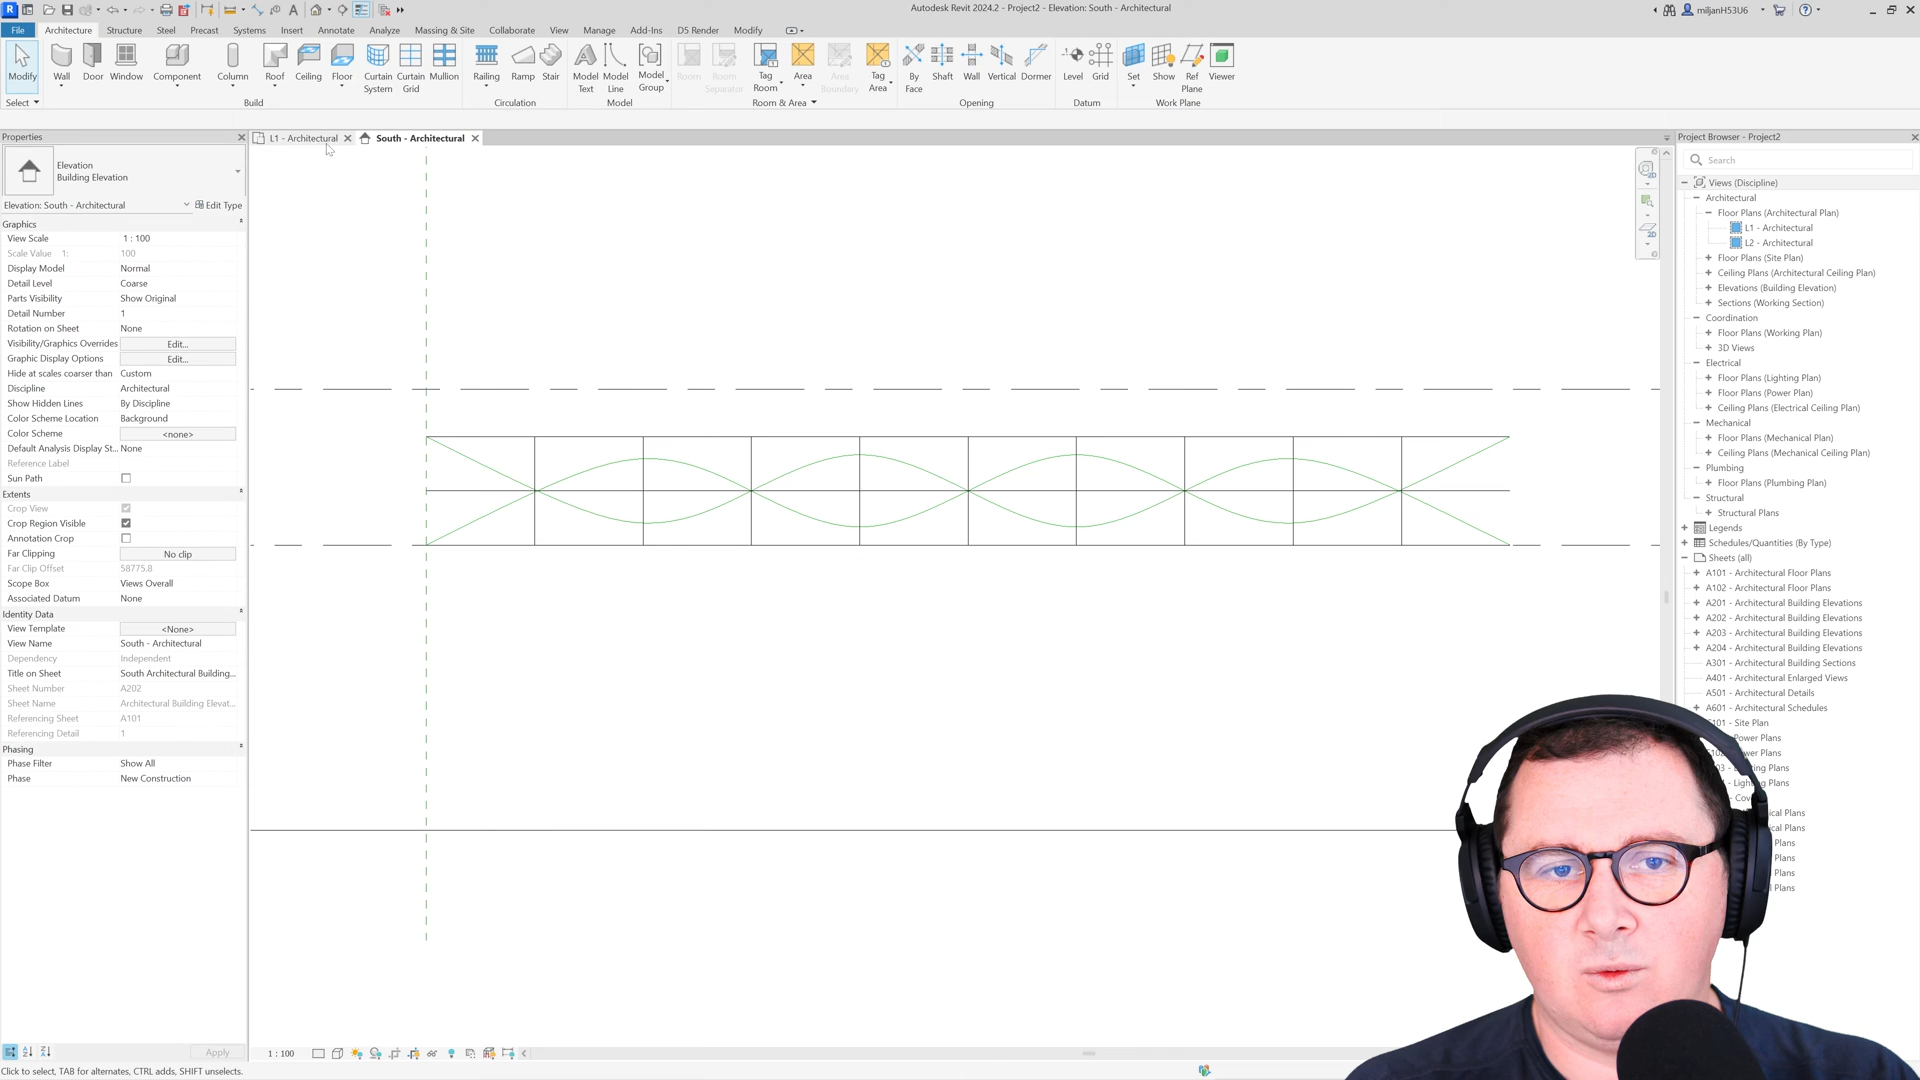 Autodesk Revit 2024.2 - Project2 - Elevation: South - Architectural
miljanH53U6
File Architecture Structure Steel Precast Systems Insert Annotate Analyze Massing & Site Collaborate View Manage Add-Ins D5 Render Modify
Modify Wall Door Window Component Column Roof Ceiling Floor Curtain System Curtain Grid Mullion Railing Ramp Stair Model Text Model Line Model Group Room Room Separator Tag Room Area Area Boundary Tag Area By Face Shaft Wall Vertical Dormer Level Grid Set Show Ref Plane Viewer
Select Build Circulation Model Room & Area Opening Datum Work Plane
Properties
Elevation
Building Elevation
Elevation: South - Architectural Edit Type
Graphics
View Scale 1 : 100
Scale Value 1: 100
Display Model Normal
Detail Level Coarse
Parts Visibility Show Original
Detail Number 1
Rotation on Sheet None
Visibility/Graphics Overrides Edit...
Graphic Display Options Edit...
Hide at scales coarser than Custom
Discipline Architectural
Show Hidden Lines By Discipline
Color Scheme Location Background
Color Scheme <none>
Default Analysis Display St... None
Reference Label
Sun Path
Extents
Crop View
Crop Region Visible
Annotation Crop
Far Clipping No clip
Far Clip Offset 58775.8
Scope Box Views Overall
Associated Datum None
Identity Data
View Template <None>
View Name South - Architectural
Dependency Independent
Title on Sheet South Architectural Building...
Sheet Number A202
Sheet Name Architectural Building Elevat...
Referencing Sheet A101
Referencing Detail 1
Phasing
Phase Filter Show All
Phase New Construction
Apply
L1 - Architectural South - Architectural
2D
2D
1 : 100
Click to select, TAB for alternates, CTRL adds, SHIFT unselects.
Project Browser - Project2
Search
Views (Discipline)
Architectural
Floor Plans (Architectural Plan)
L1 - Architectural
L2 - Architectural
Floor Plans (Site Plan)
Ceiling Plans (Architectural Ceiling Plan)
Elevations (Building Elevation)
Sections (Working Section)
Coordination
Floor Plans (Working Plan)
3D Views
Electrical
Floor Plans (Lighting Plan)
Floor Plans (Power Plan)
Ceiling Plans (Electrical Ceiling Plan)
Mechanical
Floor Plans (Mechanical Plan)
Ceiling Plans (Mechanical Ceiling Plan)
Plumbing
Floor Plans (Plumbing Plan)
Structural
Structural Plans
Legends
Schedules/Quantities (By Type)
Sheets (all)
A101 - Architectural Floor Plans
A102 - Architectural Floor Plans
A201 - Architectural Building Elevations
A202 - Architectural Building Elevations
A203 - Architectural Building Elevations
A204 - Architectural Building Elevations
A301 - Architectural Building Sections
A401 - Architectural Enlarged Views
A501 - Architectural Details
A601 - Architectural Schedules
101 - Site Plan
Power Plans
Plans
Plans
Lighting Plans
Plans
Plans
Plans
Plans
Plans
Plans